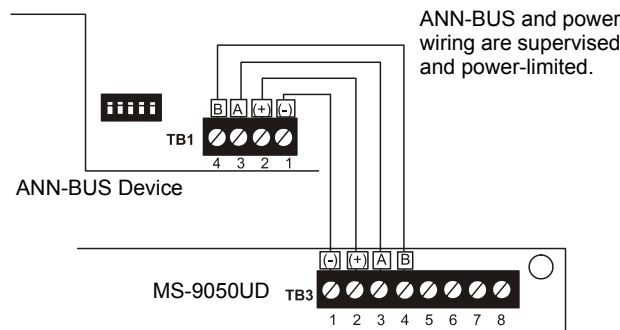 ANN-BUS and power
wiring are supervised
and power-limited.
B A (+) (-)
TB1
4 3 2 1
ANN-BUS Device
(-) (+) A B
MS-9050UD TB3
1 2 3 4 5 6 7 8